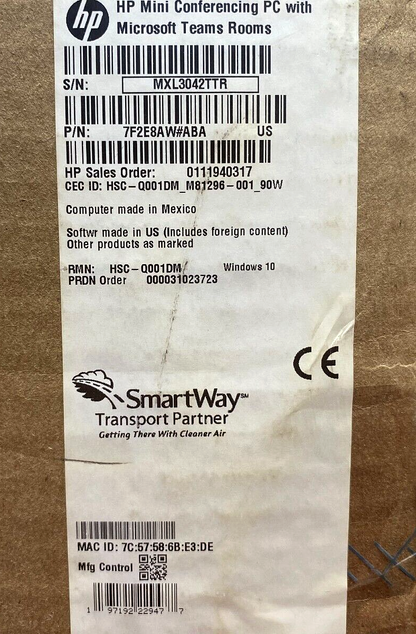 hp
HP Mini Conferencing PC with
Microsoft Teams Rooms
S/N: MXL3042TTR
P/N: 7F2E8AW#ABA US
HP Sales Order: 0111940317
CEC ID: HSC-Q001DM_M81296-001_90W
Computer made in Mexico
Softwr made in US (Includes foreign content)
Other products as marked
RMN: HSC-Q001DM Windows 10
PRDN Order 000031023723
CE
SmartWay SM
Transport Partner
Getting There With Cleaner Air
MAC ID: 7C:57:58:6B:E3:DE
Mfg Control
1 97192 22947 7